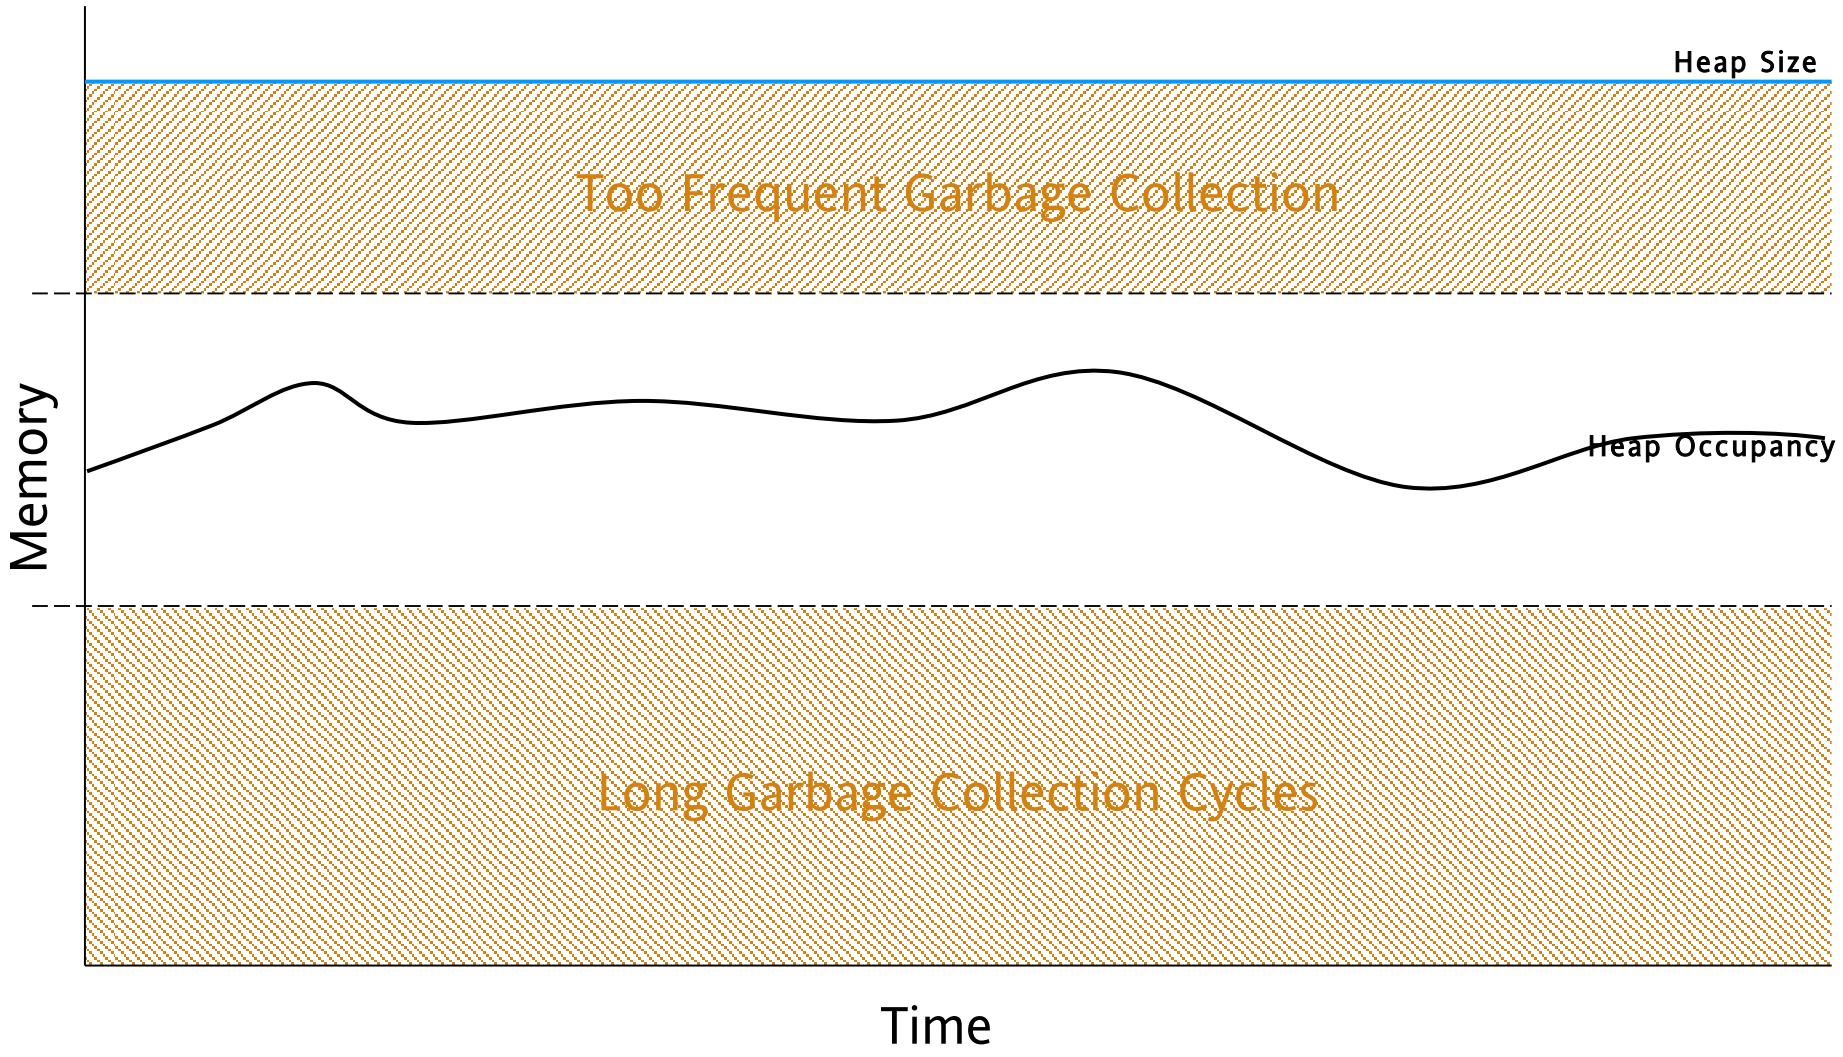 Heap Size
Too Frequent Garbage Collection
Memory
Heap Occupancy
Long Garbage Collection Cycles
Time